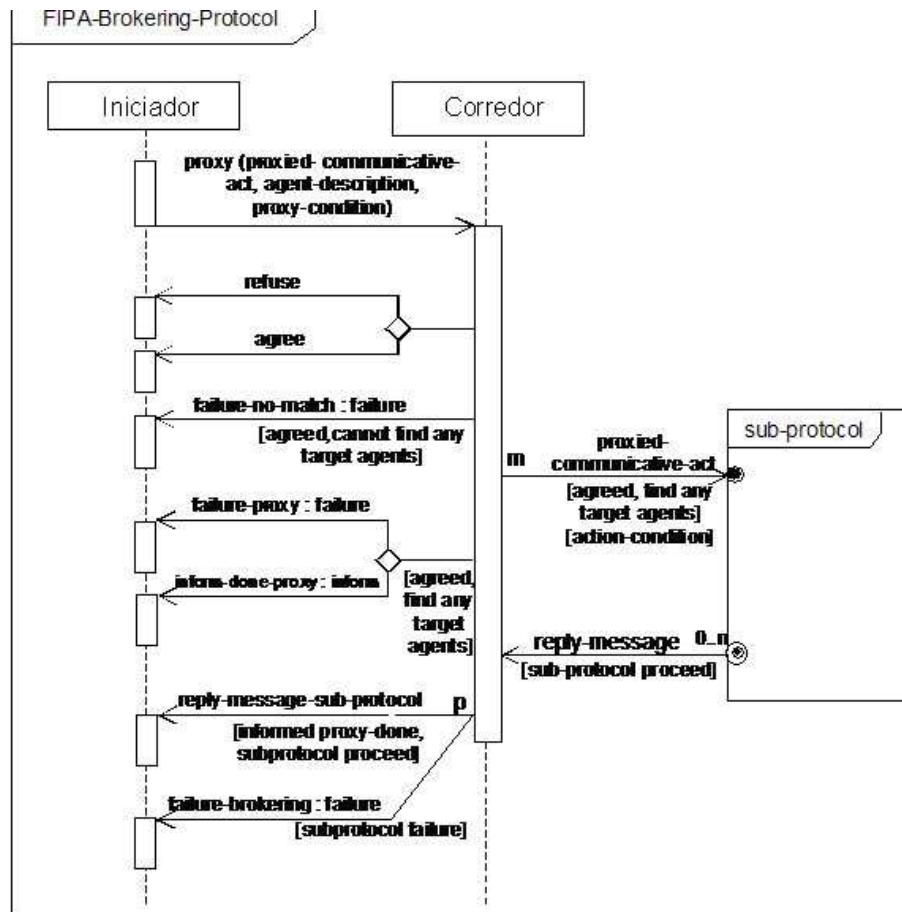 FIPA-Brokering-Protocol
Iniciador
Corredor
proxy (proxied- communicative-
act, agent-description,
proxy-condition)
refuse
agree
failure-no-match : failure
[agreed,cannot find any
target agents]
sub-protocol
proxied-
m communicative-act
[agreed, find any
target agents]
[action-condition]
failure-proxy : failure
inform-done-proxy : inform
[agreed,
find any
target
agents]
reply-message 0..n
[sub-protocol proceed]
reply-message-sub-protocol p
[informed proxy-done,
subprotocol proceed]
failure-brokering : failure
[subprotocol failure]